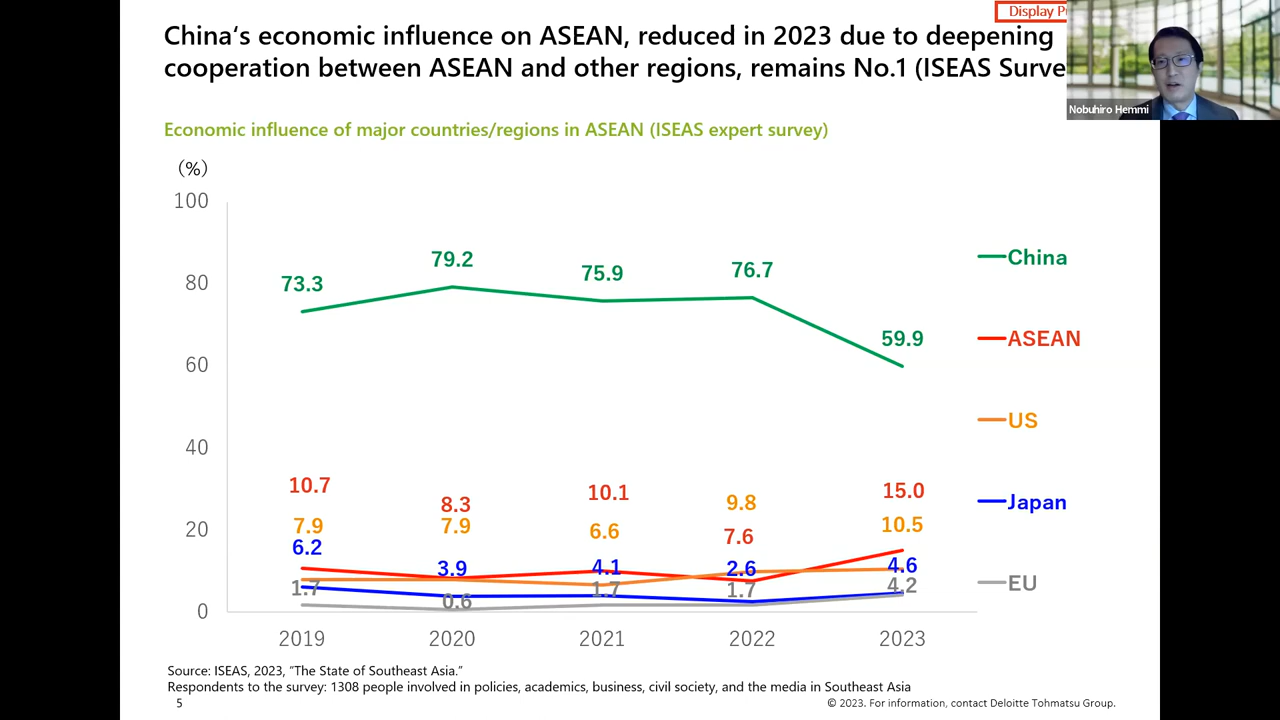 Display
China's economic influence on ASEAN, reduced in 2023 due to deepening
cooperation between ASEAN and other regions, remains No.1 (ISEAS
Nobuhiro Hemmi
Economic influence of major countries/regions in ASEAN (ISEAS expert survey)
(%)
100
80
60
40
20
0
73.3
79.2
75.9
76.7
59.9
10.7
8.3
10.1
7.6
15.0
7.9
7.9
6.6
9.8
10.5
6.2
3.9
4.1
2.6
4.6
1.7
0.6
1.7
1.7
4.2
China
ASEAN
US
Japan
EU
2019
2020
2021
2022
2023
Source: ISEAS, 2023, "The State of Southeast Asia."
Respondents to the survey: 1308 people involved in policies, academics, business, civil society, and the media in Southeast Asia
5
© 2023. For information, contact Deloitte Tohmatsu Group.